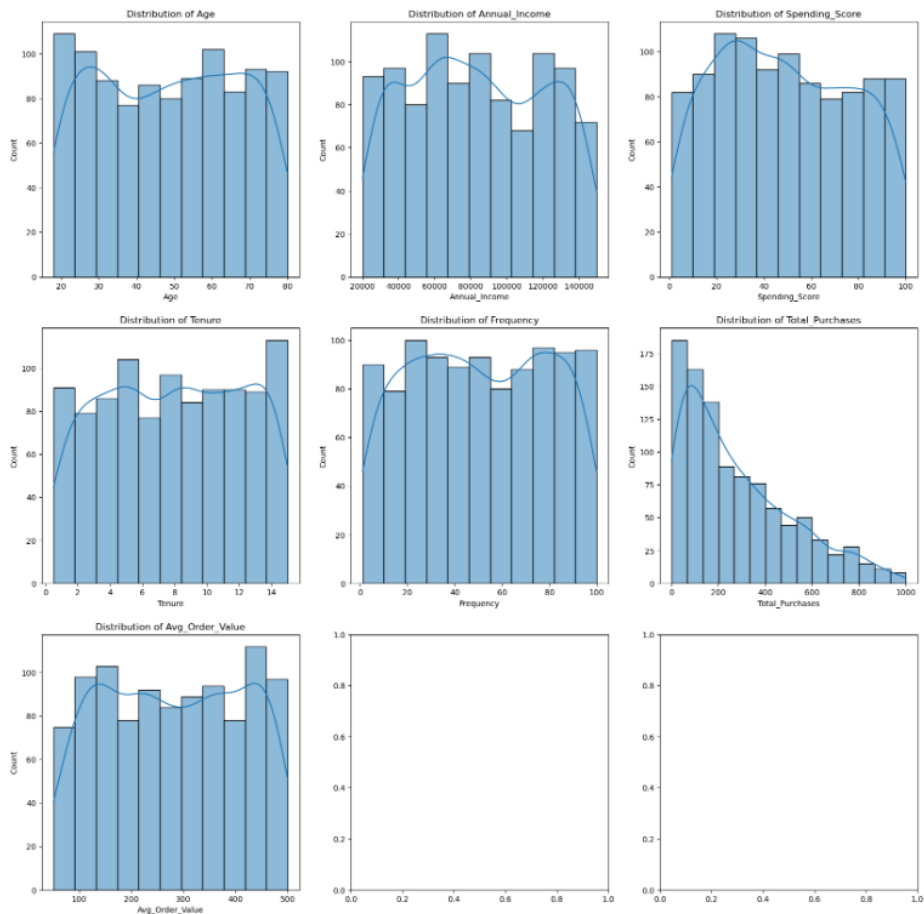 Distribution of Age
Count
100
80
60
40
20
0
20 30 40 50 60 70 80
Age
Distribution of Annual_Income
Count
100
80
60
40
20
0
20000 40000 60000 80000 100000 120000 140000
Annual_Income
Distribution of Spending_Score
Count
100
80
60
40
20
0
0 20 40 60 80 100
Spending_Score
Distribution of Tenure
Count
100
80
60
40
20
0
0 2 4 6 8 10 12 14
Tenure
Distribution of Frequency
Count
100
80
60
40
20
0
0 20 40 60 80 100
Frequency
Distribution of Total_Purchases
Count
175
150
125
100
75
50
25
0
0 200 400 600 800 1000
Total_Purchases
Distribution of Avg_Order_Value
Count
100
80
60
40
20
0
100 200 300 400 500
Avg_Order_Value
1.0
0.8
0.6
0.4
0.2
0.0
0.0 0.2 0.4 0.6 0.8 1.0
1.0
0.8
0.6
0.4
0.2
0.0
0.0 0.2 0.4 0.6 0.8 1.0